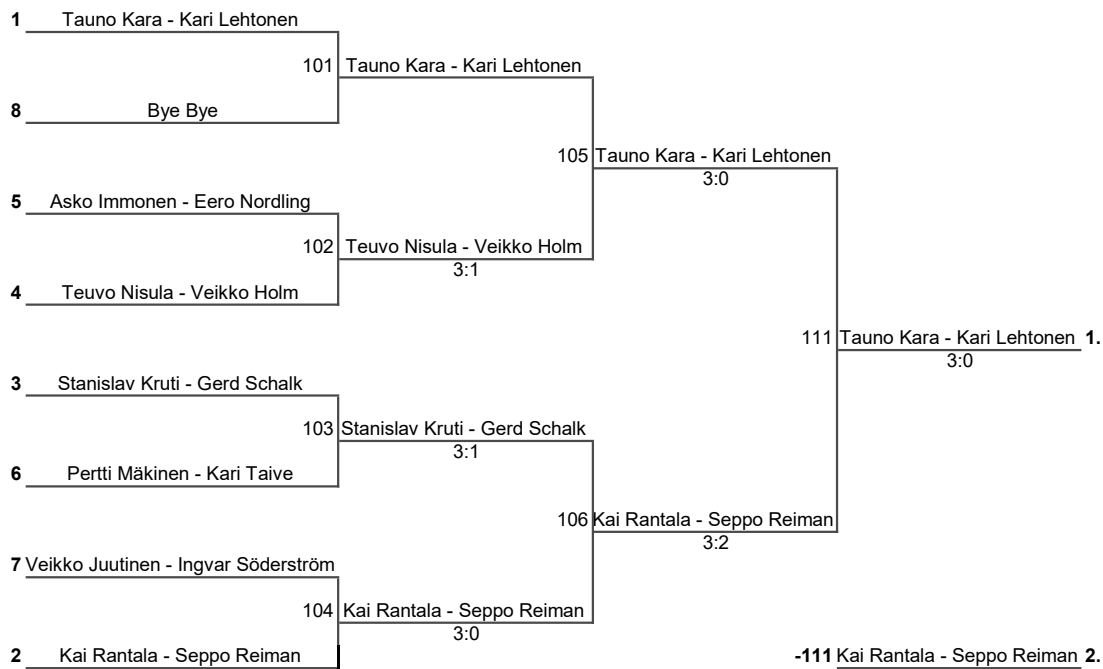 1 Tauno Kara - Kari Lehtonen
101 Tauno Kara - Kari Lehtonen
8 Bye Bye
105 Tauno Kara - Kari Lehtonen
3:0
5 Asko Immonen - Eero Nordling
102 Teuvo Nisula - Veikko Holm
3:1
4 Teuvo Nisula - Veikko Holm
111 Tauno Kara - Kari Lehtonen 1.
3:0
3 Stanislav Kruti - Gerd Schalk
103 Stanislav Kruti - Gerd Schalk
3:1
6 Pertti Mäkinen - Kari Taive
106 Kai Rantala - Seppo Reiman
3:2
7 Veikko Juutinen - Ingvar Söderström
104 Kai Rantala - Seppo Reiman
3:0
2 Kai Rantala - Seppo Reiman
-111 Kai Rantala - Seppo Reiman 2.